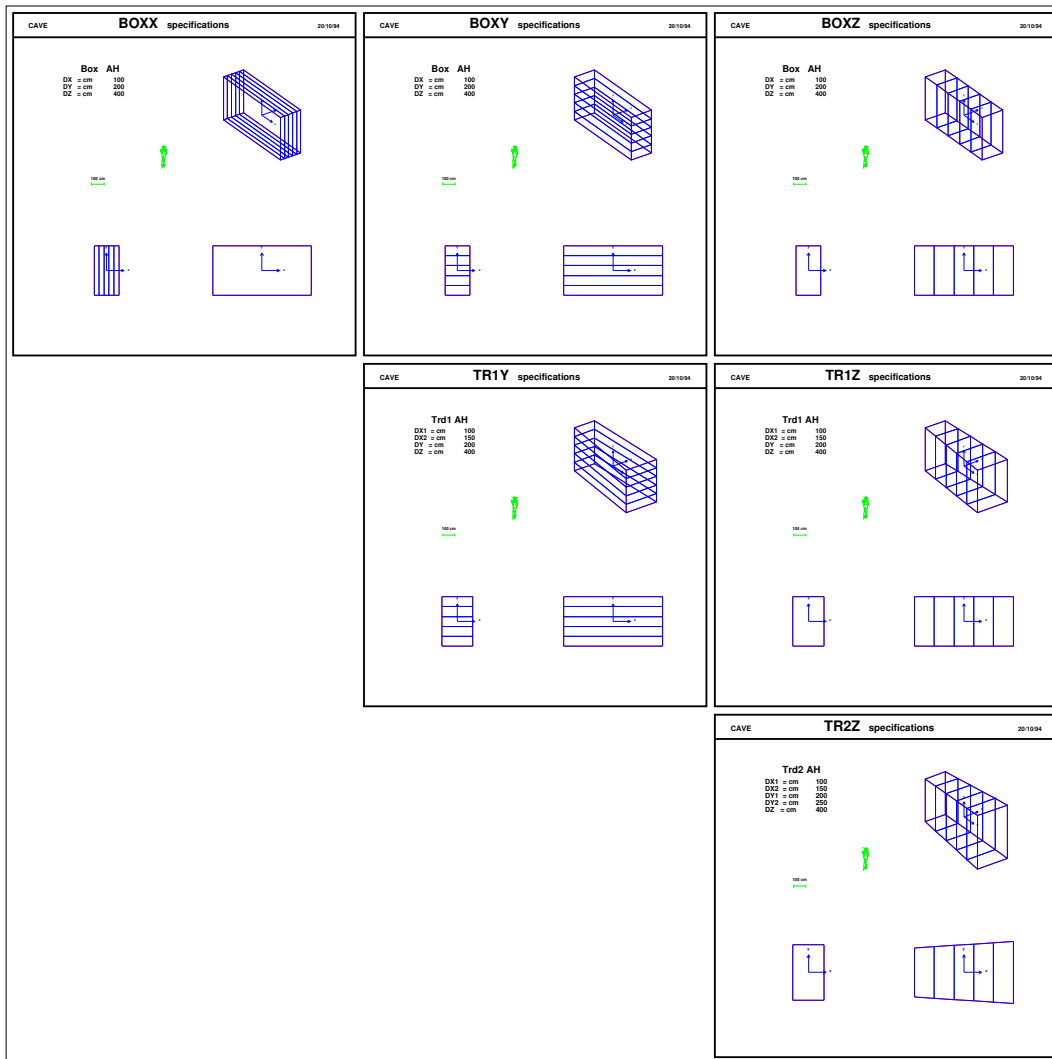 CAVE BOXX specifications 20/10/94
Box AH
DX = cm 100
DY = cm 200
DZ = cm 400
100 cm
CAVE BOXY specifications 20/10/94
Box AH
DX = cm 100
DY = cm 200
DZ = cm 400
100 cm
CAVE BOXZ specifications 20/10/94
Box AH
DX = cm 100
DY = cm 200
DZ = cm 400
100 cm
CAVE TR1Y specifications 20/10/94
Trd1 AH
DX1 = cm 100
DX2 = cm 150
DY = cm 200
DZ = cm 400
100 cm
CAVE TR1Z specifications 20/10/94
Trd1 AH
DX1 = cm 100
DX2 = cm 150
DY = cm 200
DZ = cm 400
100 cm
CAVE TR2Z specifications 20/10/94
Trd2 AH
DX1 = cm 100
DX2 = cm 150
DY1 = cm 200
DY2 = cm 250
DZ = cm 400
100 cm